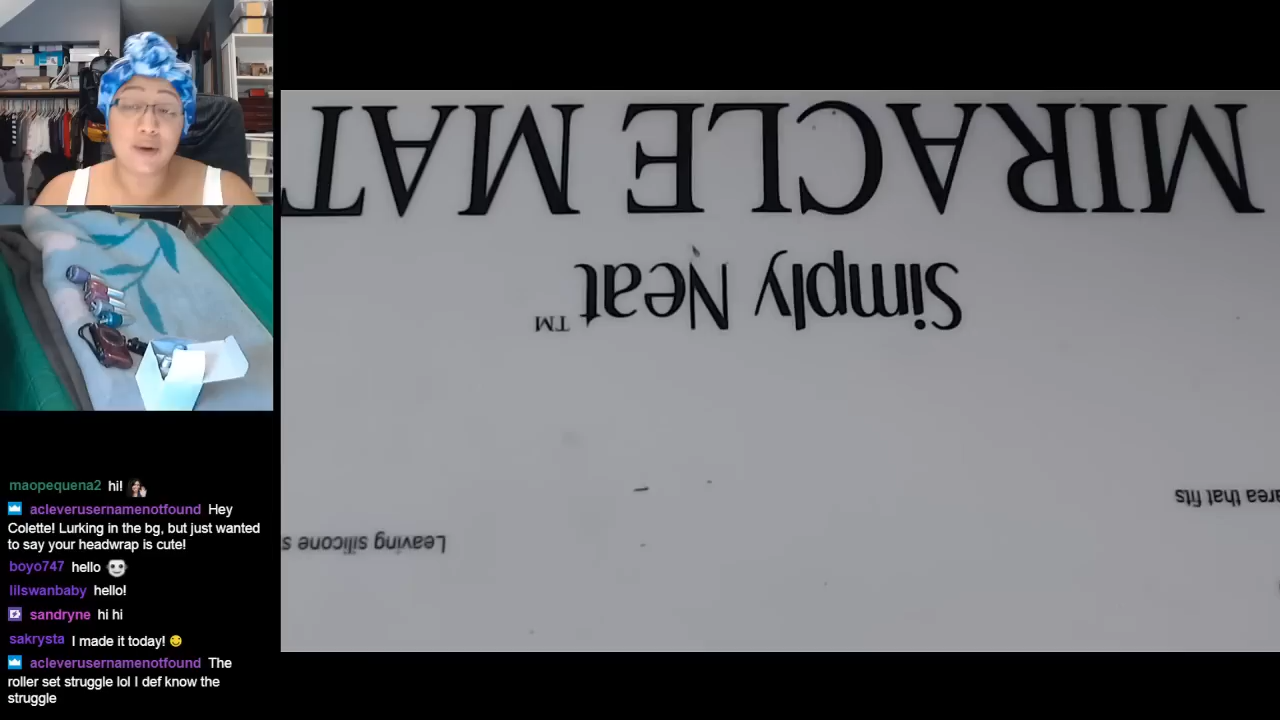 MIRACLE MAT
Simply Neat™
area that fits
Leaving silicone s
maopequena2 hi!
acleverusernamenotfound Hey
Colette! Lurking in the bg, but just wanted
to say your headwrap is cute!
boyo747 hello
lilswanbaby hello!
sandryne hi hi
sakrysta I made it today!
acleverusernamenotfound The
roller set struggle lol I def know the
struggle